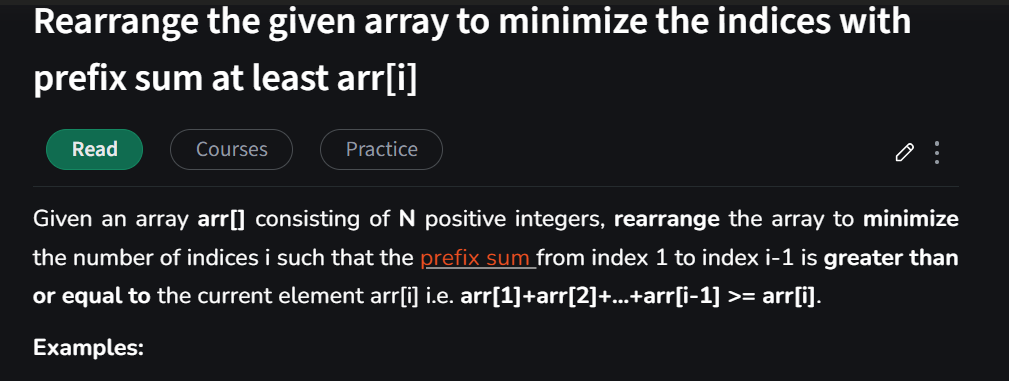 Rearrange the given array to minimize the indices with
prefix sum at least arr[i]
Read Courses Practice
Given an array arr[] consisting of N positive integers, rearrange the array to minimize
the number of indices i such that the prefix sum from index 1 to index i-1 is greater than
or equal to the current element arr[i] i.e. arr[1]+arr[2]+...+arr[i-1] >= arr[i].
Examples: